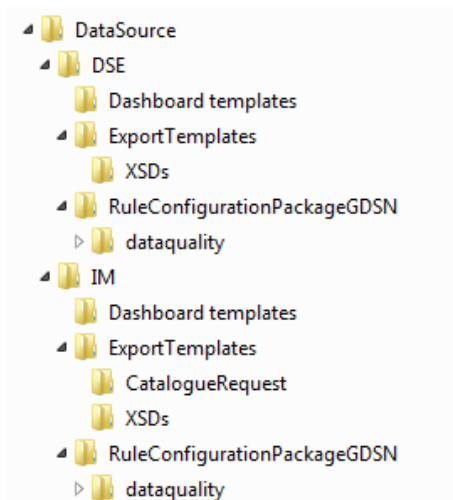 DataSource
DSE
Dashboard templates
ExportTemplates
XSDs
RuleConfigurationPackageGDSN
dataquality
IM
Dashboard templates
ExportTemplates
CatalogueRequest
XSDs
RuleConfigurationPackageGDSN
dataquality